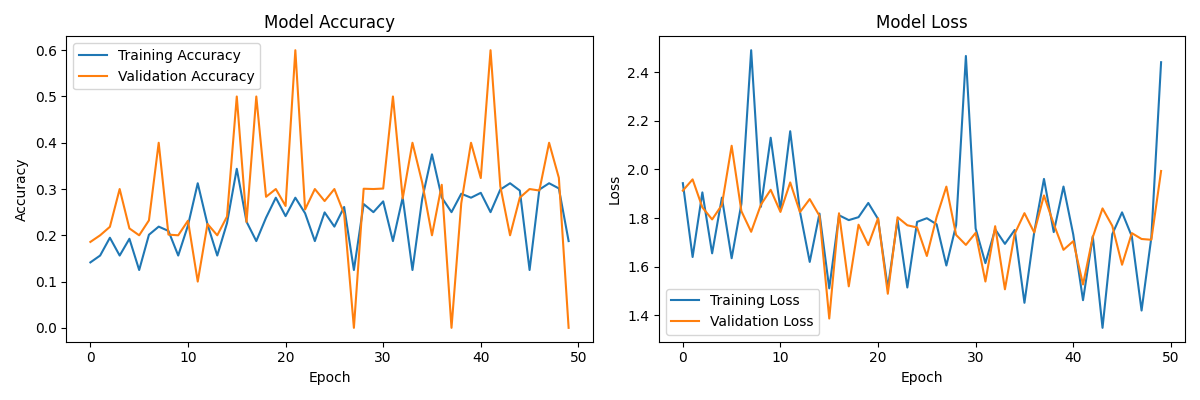 Model Accuracy
Accuracy
0.6
0.5
0.4
0.3
0.2
0.1
0.0
Training Accuracy
Validation Accuracy
0 10 20 30 40 50
Epoch
Model Loss
Loss
2.4
2.2
2.0
1.8
1.6
1.4
Training Loss
Validation Loss
0 10 20 30 40 50
Epoch